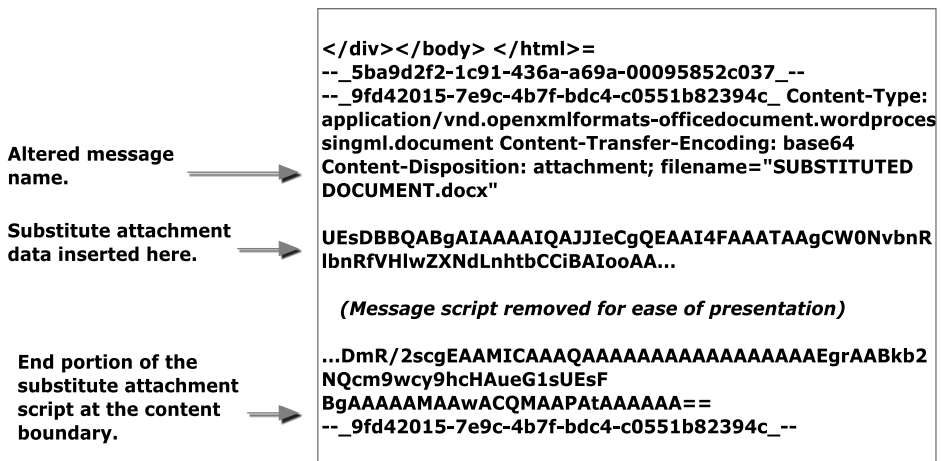 </div></body> </html>=
--_5ba9d2f2-1c91-436a-a69a-00095852c037_--
--_9fd42015-7e9c-4b7f-bdc4-c0551b82394c_ Content-Type:
application/vnd.openxmlformats-officedocument.wordproces
singml.document Content-Transfer-Encoding: base64
Altered message
name.
Content-Disposition: attachment; filename="SUBSTITUTED
DOCUMENT.docx"
Substitute attachment
data inserted here.
UEsDBBQABgAIAAAAIQAJJIeCgQEAAI4FAAATAAgCW0NvbnR
lbnRfVHlwZXNdLnhtbCCiBAIooAA...
(Message script removed for ease of presentation)
End portion of the
substitute attachment
script at the content
boundary.
...DmR/2scgEAAMICAAAQAAAAAAAAAAAAAAAAAEgrAABkb2
NQcm9wcy9hcHAueG1sUEsF
BgAAAAAMAAwACQMAAPAtAAAAAA==
--_9fd42015-7e9c-4b7f-bdc4-c0551b82394c_--